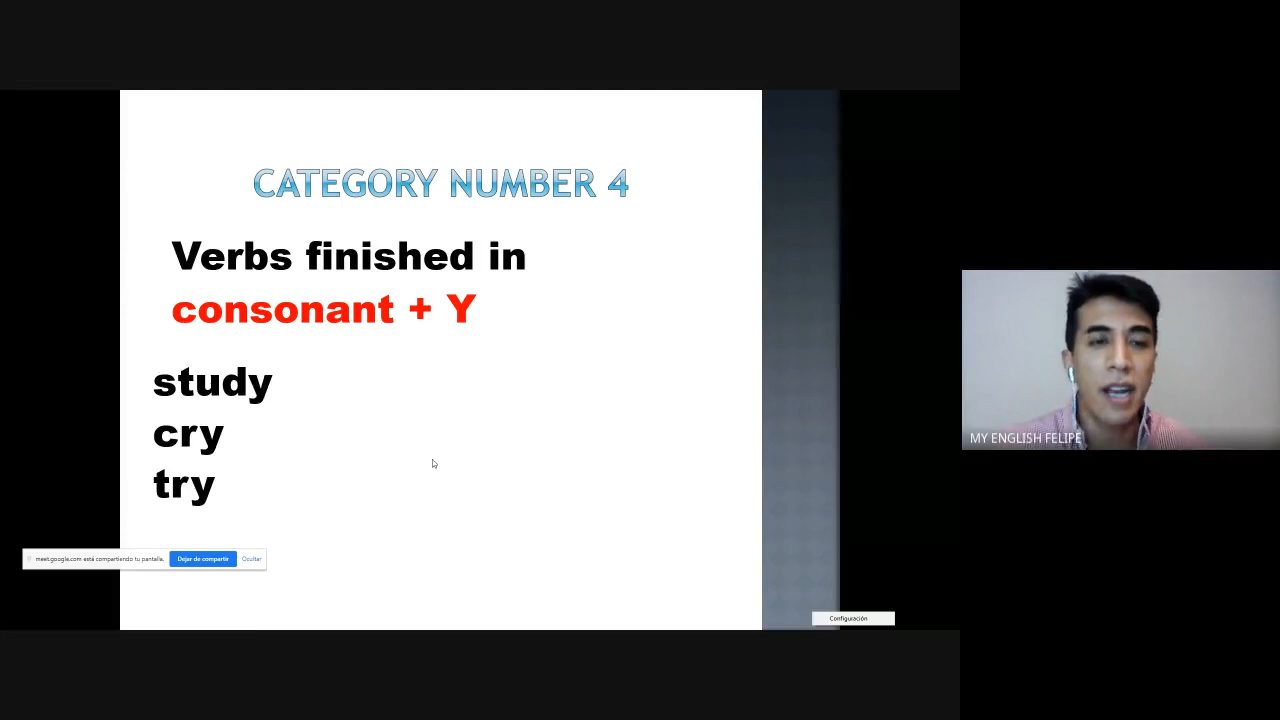 CATEGORY NUMBER 4
Verbs finished in
consonant + Y
study
cry
try
meet.google.com está compartiendo tu pantalla.
Dejar de compartir
Ocultar
Configuración
MY ENGLISH FELIPE